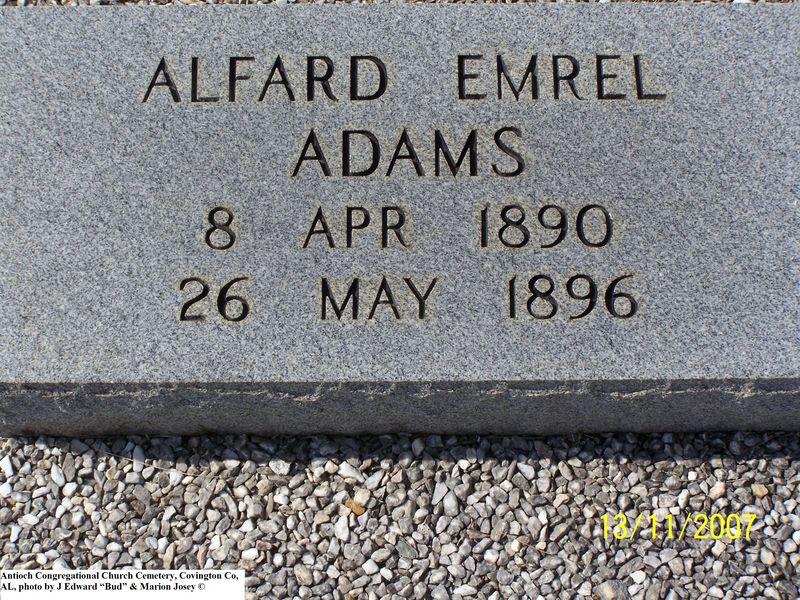 ALFARD EMREL
ADAMS
8 APR 1890
26 MAY 1896
13/11/2007
Antioch Congregational Church Cemetery, Covington Co,
AL, photo by J Edward “Bud” & Marion Josey ©